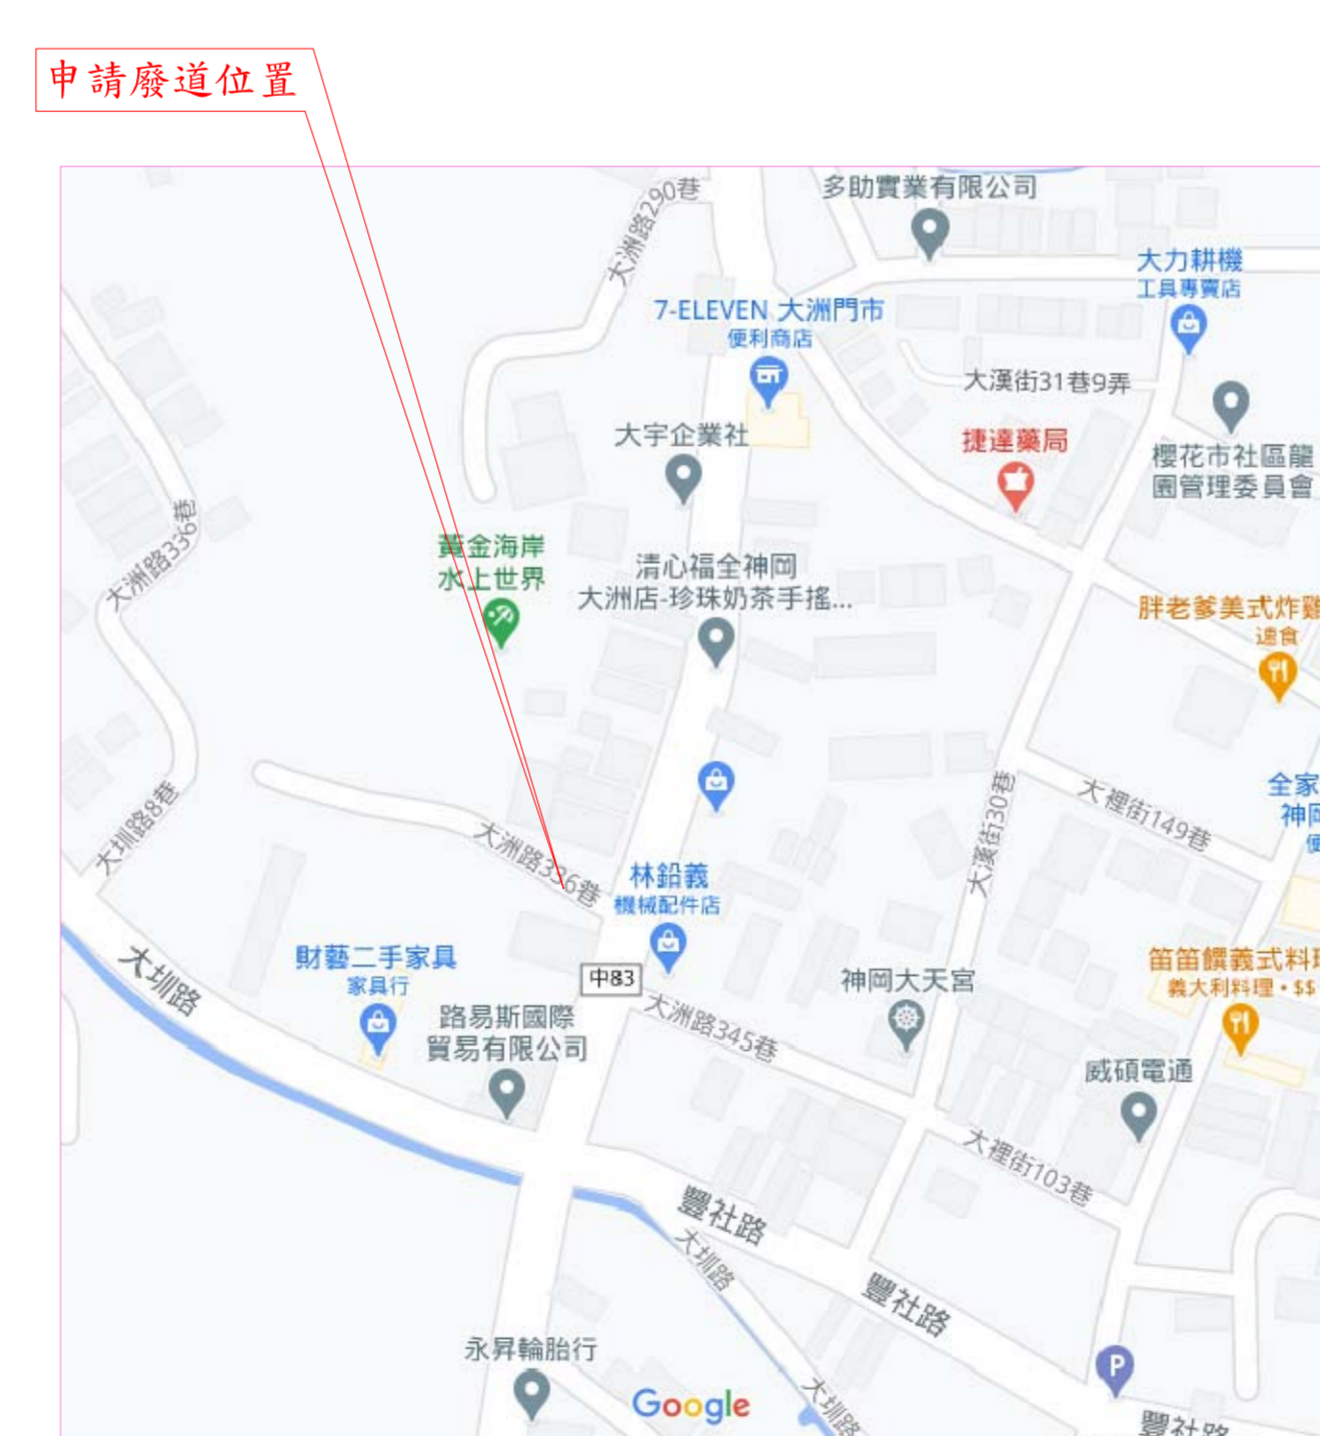 申請廢道位置
大洲路290巷
多助實業有限公司
大力耕機
工具專賣店
7-ELEVEN 大洲門市
便利商店
大漢街31巷9弄
大宇企業社
捷達藥局
櫻花市社區龍
園管理委員會
大洲路336巷
黃金海岸
水上世界
清心福全神岡
大洲店-珍珠奶茶手搖...
胖老爹美式炸雞
速食
大圳路8巷
大洲路336巷
大漢街30巷
大裡街149巷
全家
神岡
便
林鉛義
機械配件店
大圳路
財藝二手家具
家具行
中83
神岡大天宮
笛笛饌義式料理
義大利料理・$$
路易斯國際
貿易有限公司
大洲路345巷
威碩電通
大裡街103巷
豐社路
大圳路
豐社路
永昇輪胎行
P
Google
大圳路
豐社路